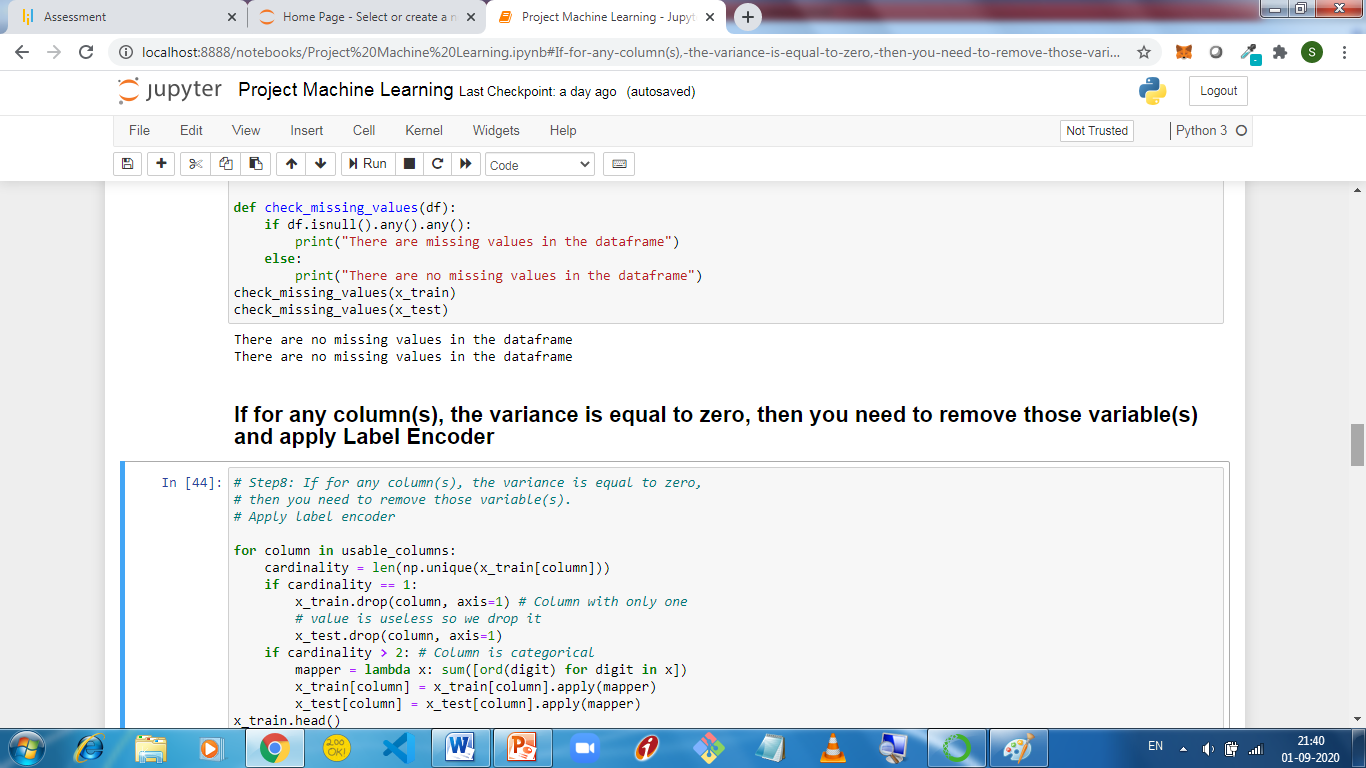 Assessment
Home Page - Select or create a n
Project Machine Learning - Jupyt
localhost:8888/notebooks/Project%20Machine%20Learning.ipynb#If-for-any-column(s),-the-variance-is-equal-to-zero,-then-you-need-to-remove-those-vari...
S
jupyter Project Machine Learning Last Checkpoint: a day ago (autosaved)
Logout
File Edit View Insert Cell Kernel Widgets Help
Not Trusted
Python 3
Run
Code
def check_missing_values(df):
    if df.isnull().any().any():
        print("There are missing values in the dataframe")
    else:
        print("There are no missing values in the dataframe")
check_missing_values(x_train)
check_missing_values(x_test)
There are no missing values in the dataframe
There are no missing values in the dataframe
If for any column(s), the variance is equal to zero, then you need to remove those variable(s)
and apply Label Encoder
In [44]:
# Step8: If for any column(s), the variance is equal to zero,
# then you need to remove those variable(s).
# Apply label encoder
for column in usable_columns:
    cardinality = len(np.unique(x_train[column]))
    if cardinality == 1:
        x_train.drop(column, axis=1) # Column with only one
        # value is useless so we drop it
        x_test.drop(column, axis=1)
    if cardinality > 2: # Column is categorical
        mapper = lambda x: sum([ord(digit) for digit in x])
        x_train[column] = x_train[column].apply(mapper)
        x_test[column] = x_test[column].apply(mapper)
x_train.head()
200
OK!
W
P
EN
21:40
01-09-2020